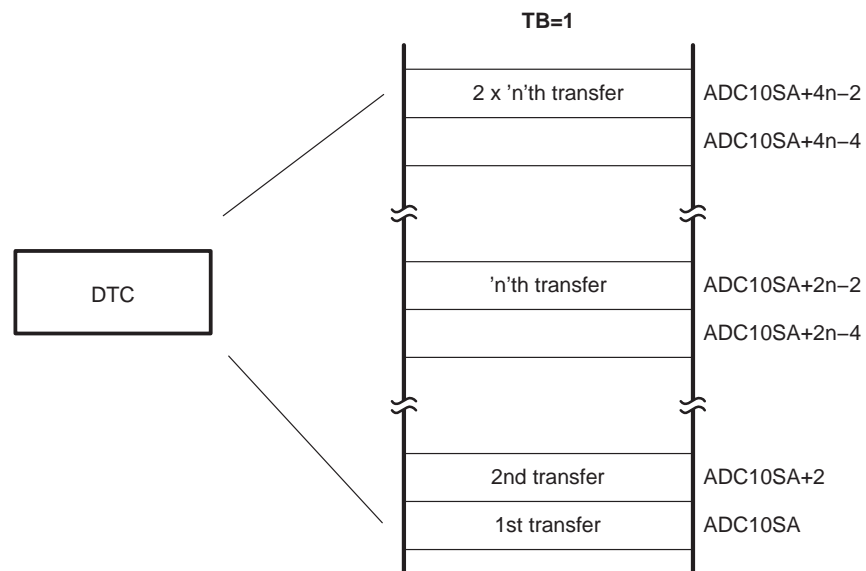 TB=1
2 x ’n’th transfer ADC10SA+4n−2
ADC10SA+4n−4
DTC
’n’th transfer ADC10SA+2n−2
ADC10SA+2n−4
2nd transfer ADC10SA+2
1st transfer ADC10SA